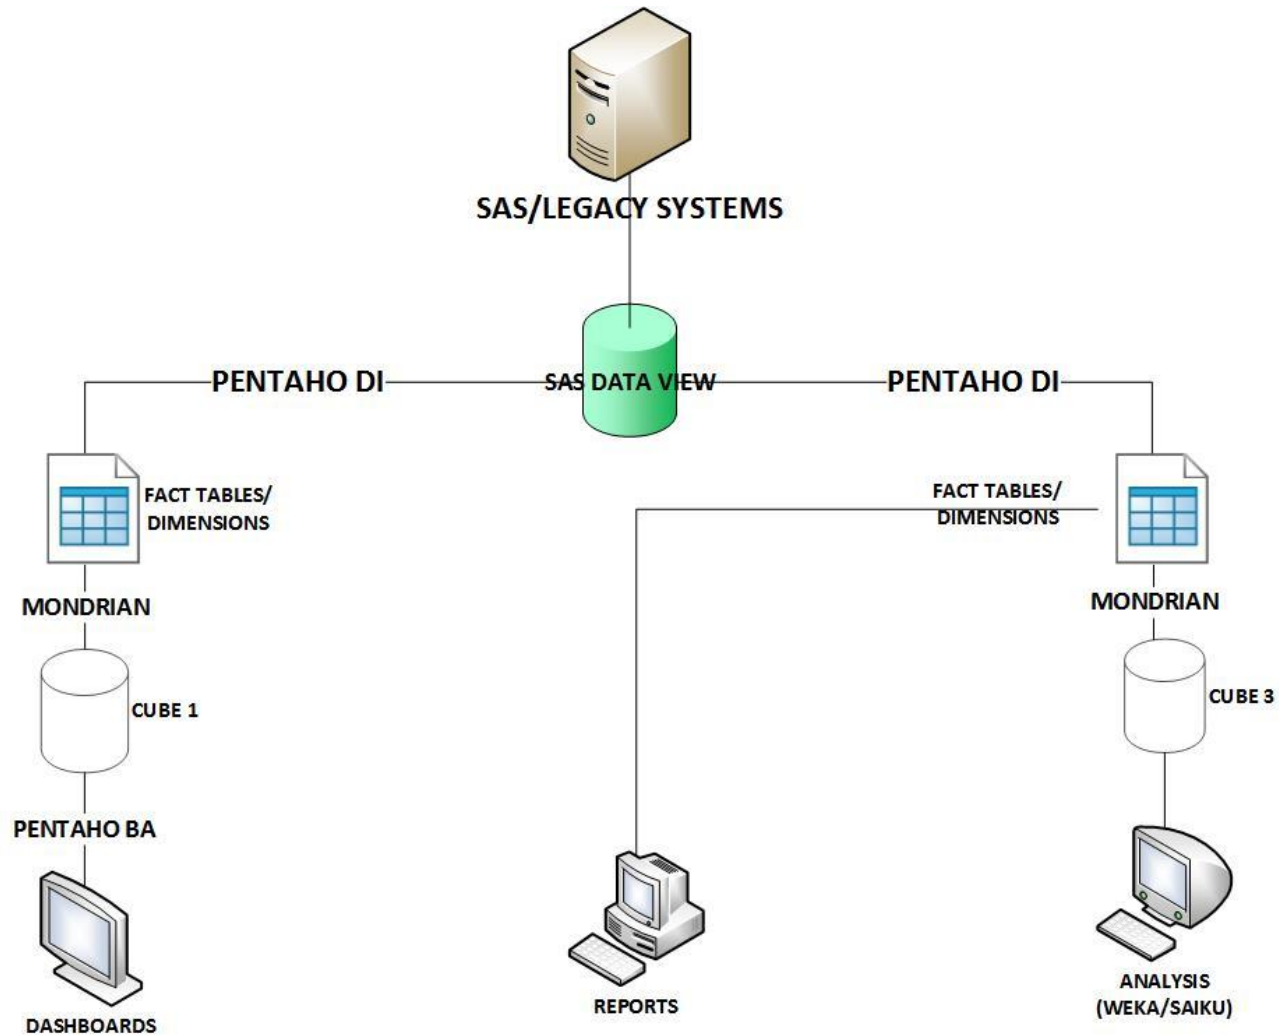 SAS/LEGACY SYSTEMS
PENTAHO DI
SAS DATA VIEW
PENTAHO DI
FACT TABLES/
DIMENSIONS
FACT TABLES/
DIMENSIONS
MONDRIAN
MONDRIAN
CUBE 1
CUBE 3
PENTAHO BA
DASHBOARDS
REPORTS
ANALYSIS
(WEKA/SAIKU)